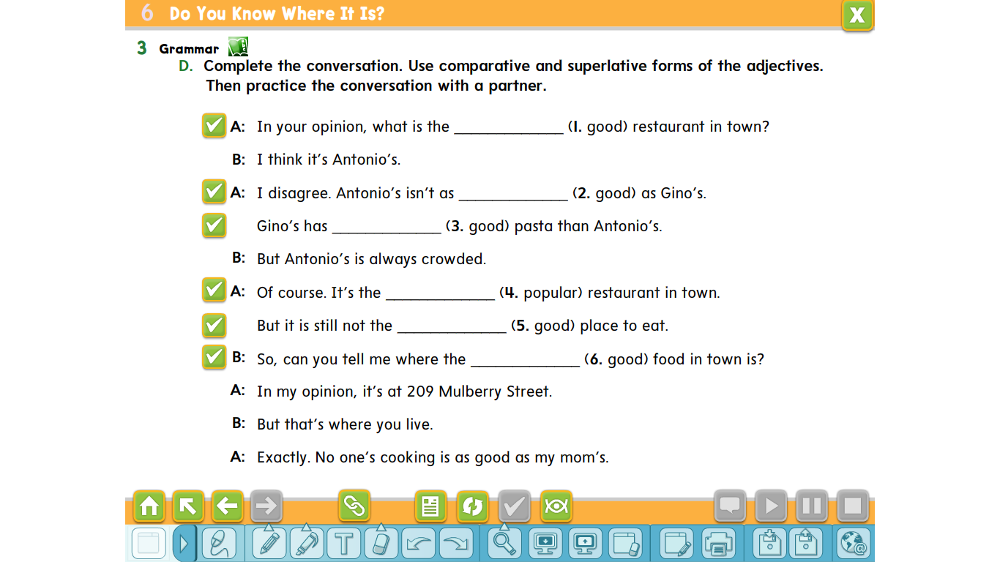 6 Do You Know Where It Is?
X
3 Grammar
D. Complete the conversation. Use comparative and superlative forms of the adjectives.
Then practice the conversation with a partner.
A: In your opinion, what is the ______________ (1. good) restaurant in town?
B: I think it's Antonio's.
A: I disagree. Antonio's isn't as ______________ (2. good) as Gino's.
Gino's has ______________ (3. good) pasta than Antonio's.
B: But Antonio's is always crowded.
A: Of course. It's the ______________ (4. popular) restaurant in town.
But it is still not the ______________ (5. good) place to eat.
B: So, can you tell me where the ______________ (6. good) food in town is?
A: In my opinion, it's at 209 Mulberry Street.
B: But that's where you live.
A: Exactly. No one's cooking is as good as my mom's.
T
@